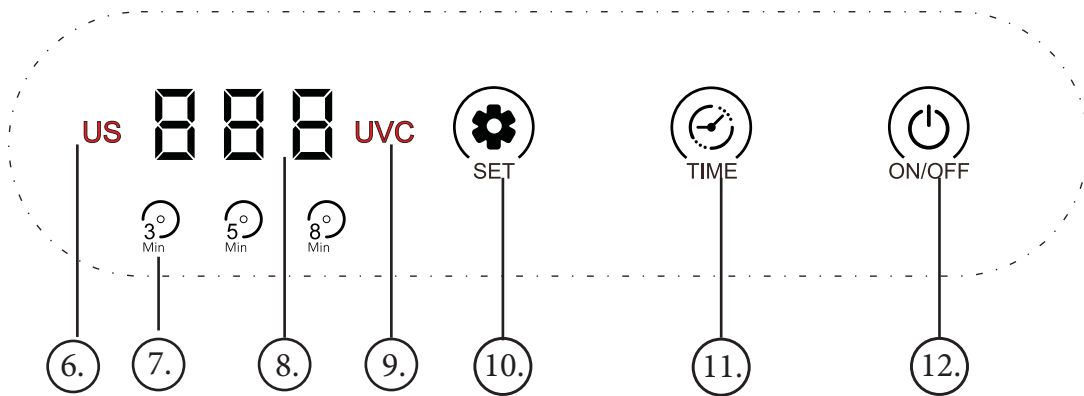 US 888 UVC
SET TIME ON/OFF
3 5 8
Min Min Min
6. 7. 8. 9. 10. 11. 12.